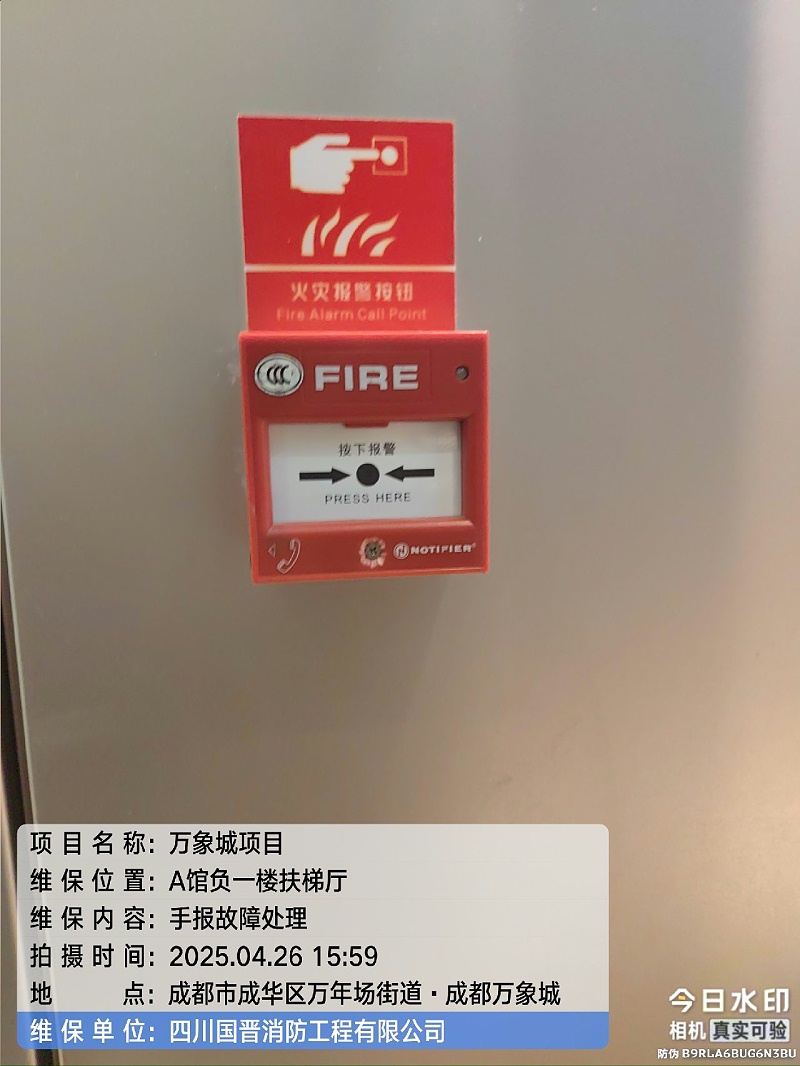 火灾报警按钮
Fire Alarm Call Point
CCC
FIRE
按下报警
PRESS HERE
NOTIFIER®
项目名称：万象城项目
维保位置：A馆负一楼扶梯厅
维保内容：手报故障处理
拍摄时间：2025.04.26 15:59
地点：成都市成华区万年场街道·成都万象城
维保单位：四川国晋消防工程有限公司
今日水印
相机 真实可验
防伪 B9RLA6BUG6N3BU